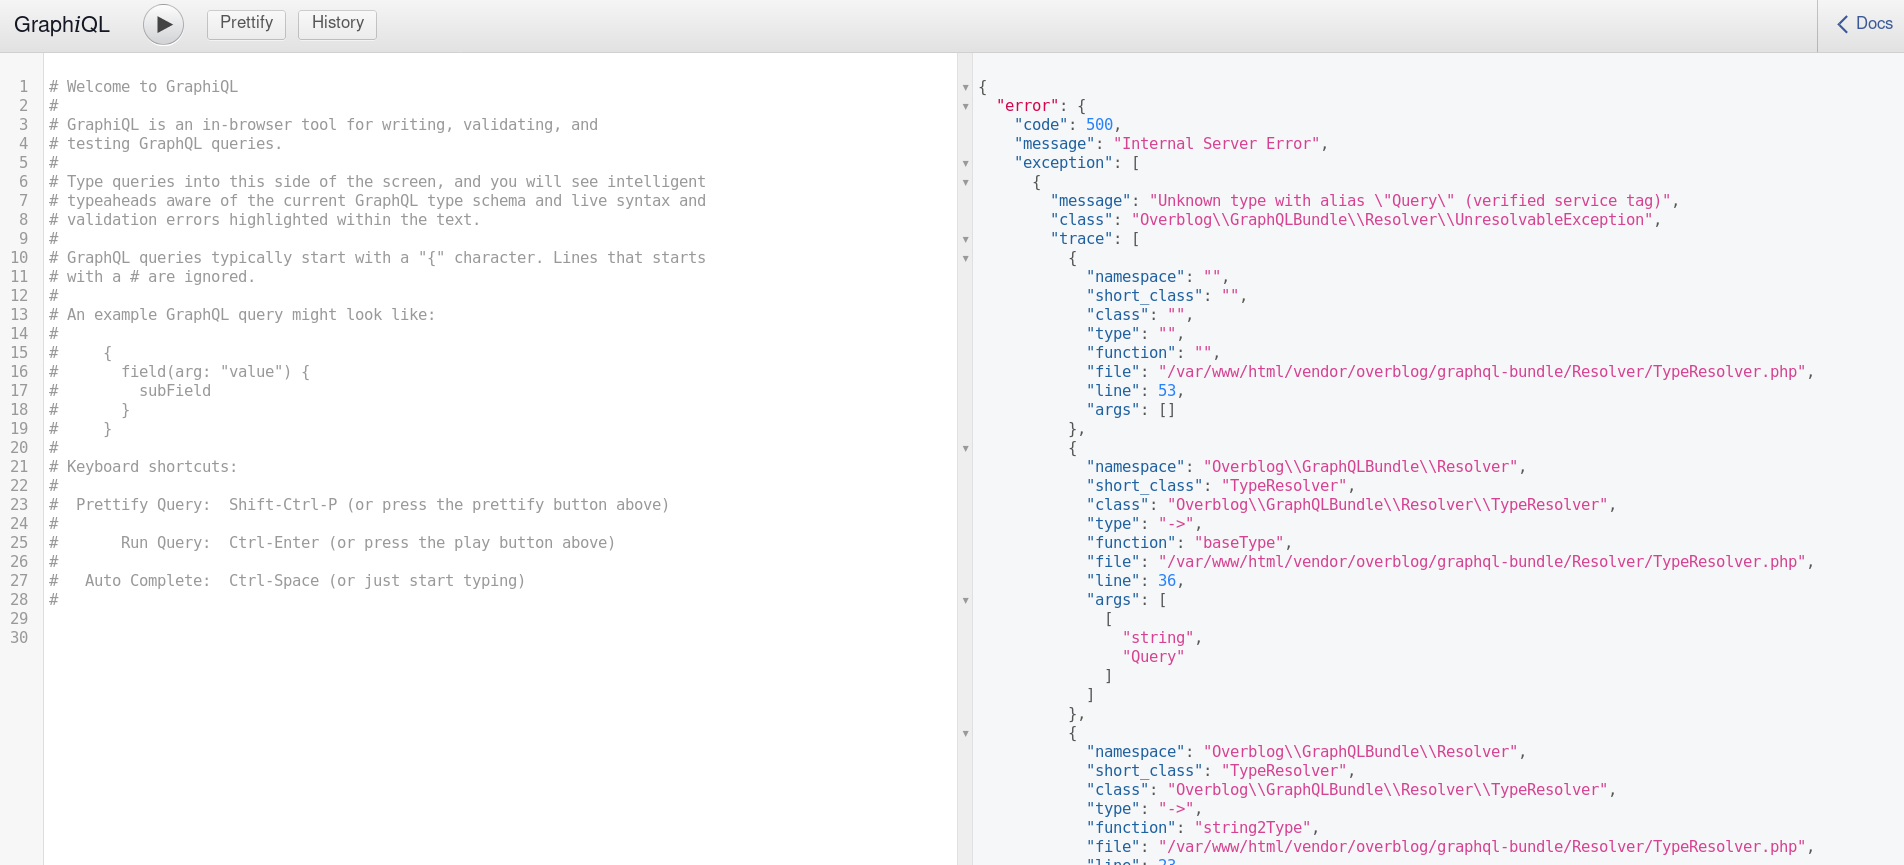 GraphiQL
Prettify
History
Docs
1 # Welcome to GraphiQL
2 #
3 # GraphiQL is an in-browser tool for writing, validating, and
4 # testing GraphQL queries.
5 #
6 # Type queries into this side of the screen, and you will see intelligent
7 # typeaheads aware of the current GraphQL type schema and live syntax and
8 # validation errors highlighted within the text.
9 #
10 # GraphQL queries typically start with a "{" character. Lines that starts
11 # with a # are ignored.
12 #
13 # An example GraphQL query might look like:
14 #
15 #     {
16 #       field(arg: "value") {
17 #         subField
18 #       }
19 #     }
20 #
21 # Keyboard shortcuts:
22 #
23 #  Prettify Query:  Shift-Ctrl-P (or press the prettify button above)
24 #
25 #       Run Query:  Ctrl-Enter (or press the play button above)
26 #
27 #   Auto Complete:  Ctrl-Space (or just start typing)
28 #
29
30
{
  "error": {
    "code": 500,
    "message": "Internal Server Error",
    "exception": [
      {
        "message": "Unknown type with alias \"Query\" (verified service tag)",
        "class": "Overblog\\GraphQLBundle\\Resolver\\UnresolvableException",
        "trace": [
          {
            "namespace": "",
            "short_class": "",
            "class": "",
            "type": "",
            "function": "",
            "file": "/var/www/html/vendor/overblog/graphql-bundle/Resolver/TypeResolver.php",
            "line": 53,
            "args": []
          },
          {
            "namespace": "Overblog\\GraphQLBundle\\Resolver",
            "short_class": "TypeResolver",
            "class": "Overblog\\GraphQLBundle\\Resolver\\TypeResolver",
            "type": "->",
            "function": "baseType",
            "file": "/var/www/html/vendor/overblog/graphql-bundle/Resolver/TypeResolver.php",
            "line": 36,
            "args": [
              [
                "string",
                "Query"
              ]
            ]
          },
          {
            "namespace": "Overblog\\GraphQLBundle\\Resolver",
            "short_class": "TypeResolver",
            "class": "Overblog\\GraphQLBundle\\Resolver\\TypeResolver",
            "type": "->",
            "function": "string2Type",
            "file": "/var/www/html/vendor/overblog/graphql-bundle/Resolver/TypeResolver.php",
            "line": 23